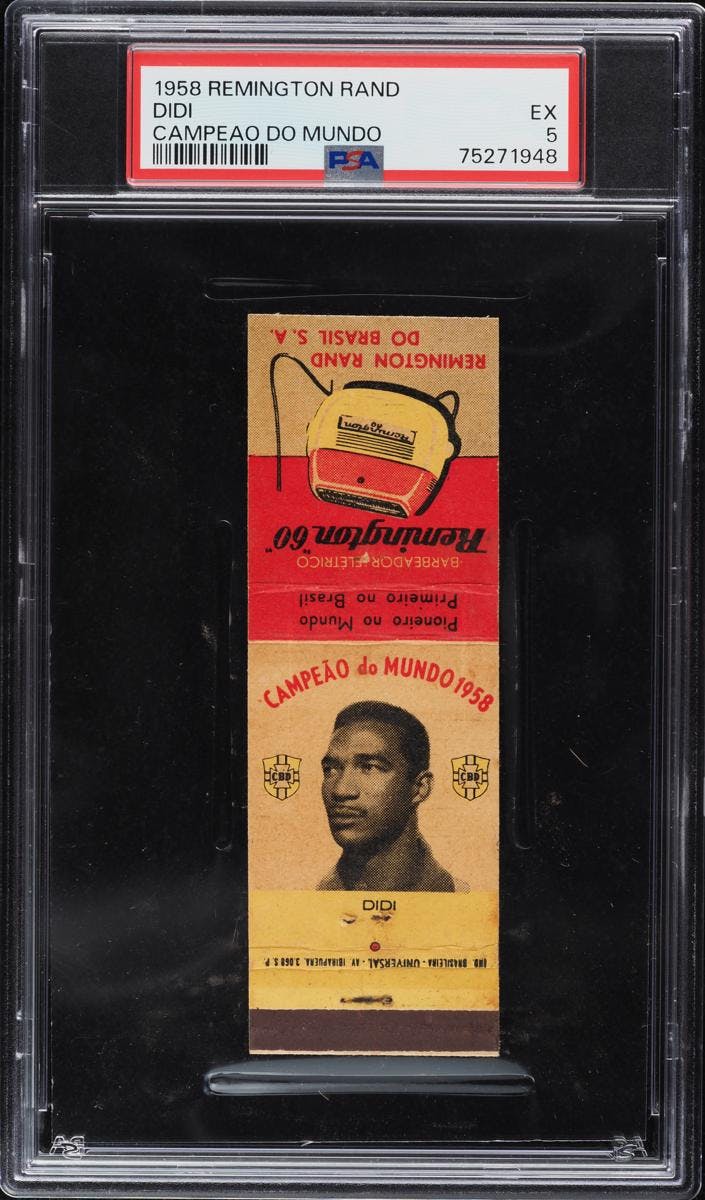 1958 REMINGTON RAND
DIDI
EX
CAMPEAO DO MUNDO
5
PSA
75271948
REMINGTON RAND
DO BRASIL S.A.
Remington
60
Remington "60"
BARBEADOR ELÉTRICO
Pioneiro no Mundo
Primeiro no Brasil
CAMPEÃO do MUNDO 1958
CBD
CBD
DIDI
IND. BRASILEIRA - UNIVERSAL - AV. IBIRAPUERA, 3.068 S. P.